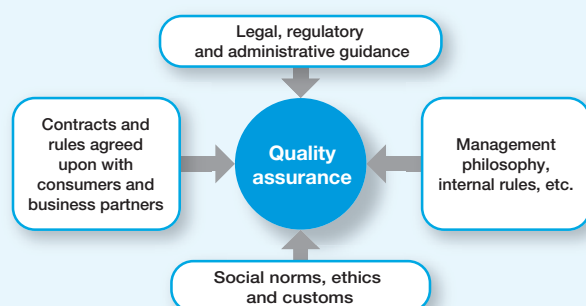 Legal, regulatory
and administrative guidance
Contracts and
rules agreed
upon with
consumers and
business partners
Quality
assurance
Management
philosophy,
internal rules, etc.
Social norms, ethics
and customs